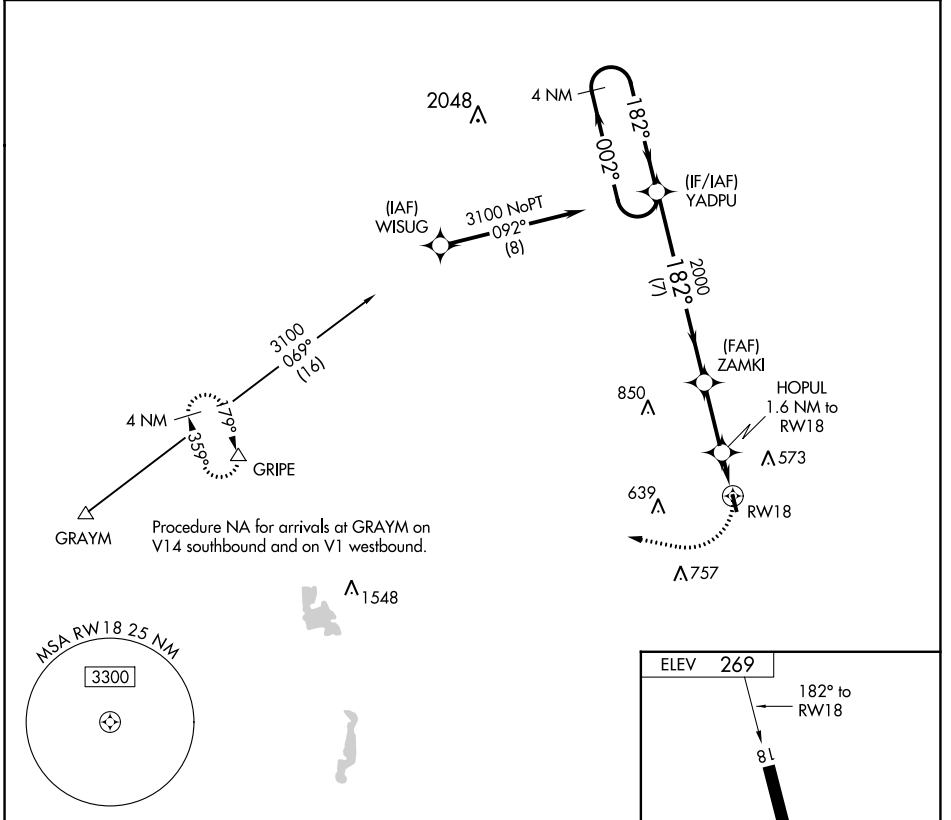 2048
4 NM
182°
002°
(IF/IAF)
YADPU
(IAF)
WISUG
3100 NoPT
092°
(8)
2000
182°
(7)
3100
069°
(16)
(FAF)
ZAMKI
850
HOPUL
1.6 NM to
RW18
4 NM
179°
359°
GRIPE
573
639
RW18
GRAYM
Procedure NA for arrivals at GRAYM on
V14 southbound and on V1 westbound.
757
1548
MSA RW18 25 NM
3300
ELEV 269
182° to
RW18
18